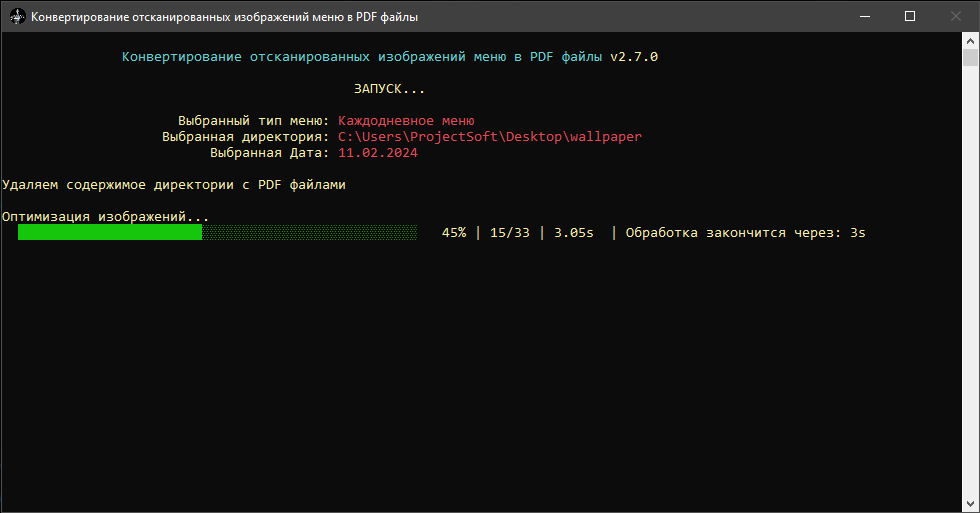 Конвертирование отсканированных изображений меню в PDF файлы
Конвертирование отсканированных изображений меню в PDF файлы v2.7.0
ЗАПУСК...
Выбранный тип меню: Каждодневное меню
Выбранная директория: C:\Users\ProjectSoft\Desktop\wallpaper
Выбранная Дата: 11.02.2024
Удаляем содержимое директории с PDF файлами
Оптимизация изображений...
45% | 15/33 | 3.05s | Обработка закончится через: 3s